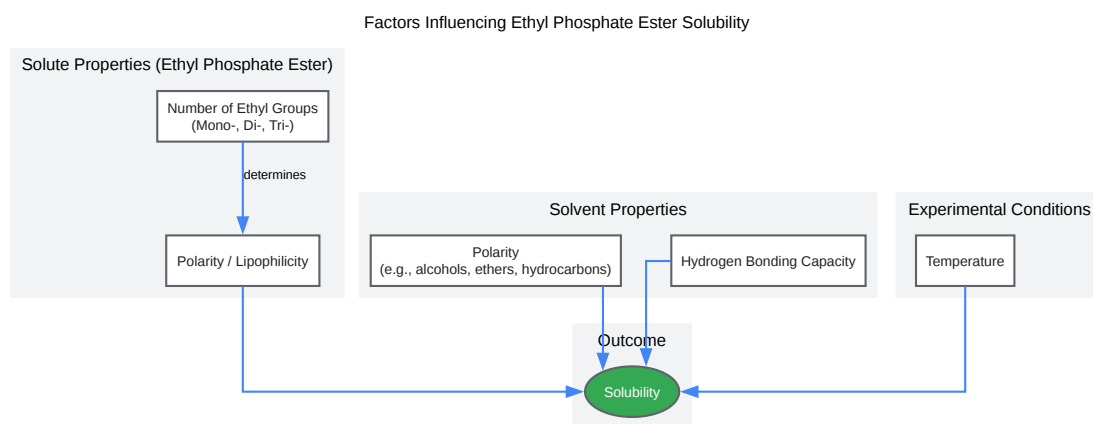 Factors Influencing Ethyl Phosphate Ester Solubility
Solute Properties (Ethyl Phosphate Ester)
Number of Ethyl Groups
(Mono-, Di-, Tri-)
determines
Polarity / Lipophilicity
Solvent Properties
Polarity
(e.g., alcohols, ethers, hydrocarbons)
Hydrogen Bonding Capacity
Experimental Conditions
Temperature
Outcome
Solubility